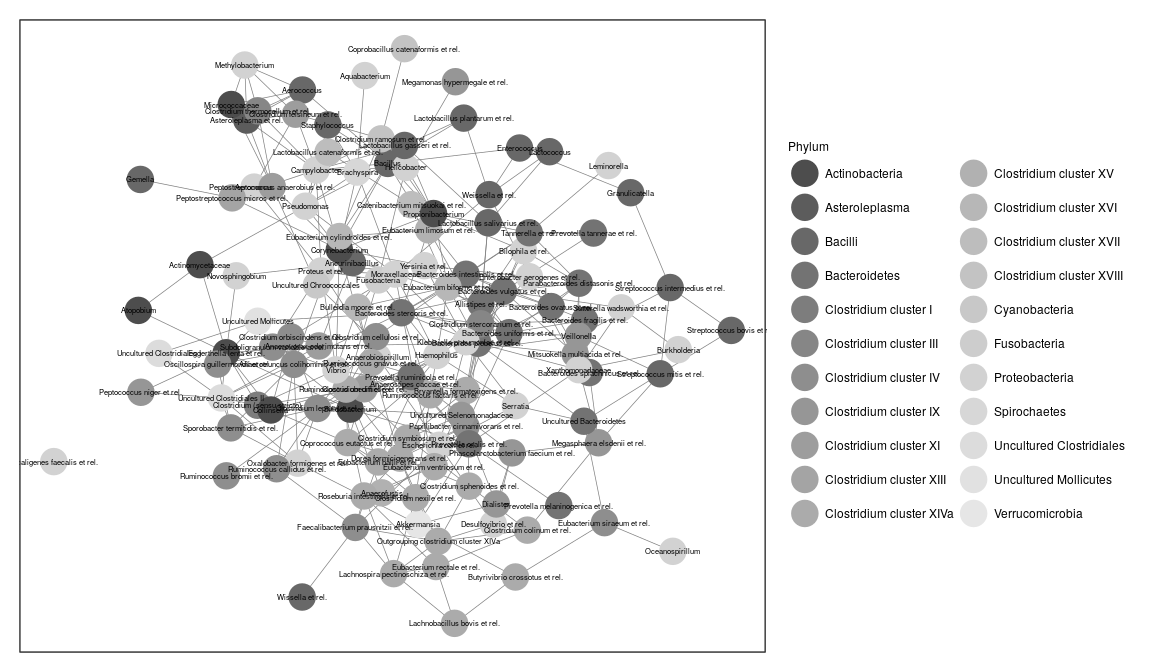 Coprobacillus catenaformis et rel.
Methylobacterium
Aquabacterium
Megamonas hypermegale et rel.
Aerococcus
Micrococcaceae
Clostridium thermocellum et rel.
Asteroleplasma et rel.
Staphylococcus
Lactobacillus plantarum et rel.
Clostridium ramosum et rel.
Lactobacillus gasseri et rel.
Lactobacillus catenaformis et rel.
Enterococcus
Lactococcus
Bacillus
Helicobacter
Campylobacter
Brachyspira
Leminorella
Gemella
Granulicatella
Weissella et rel.
Peptostreptococcus micros et rel.
Pseudomonas
Catenibacterium mitsuokai et rel.
Propionibacterium
Lactobacillus salivarius et rel.
Eubacterium limosum et rel.
Tannerella et rel.
Prevotella tannerae et rel.
Eubacterium cylindroides et rel.
Corynebacterium
Bilophila et rel.
Aneurinibacillus
Actinomycetaceae
Novosphingobium
Proteus et rel.
Yersinia et rel.
Moraxellaceae
Bacteroides intestinalis et rel.
Fusobacteria
Uncultured Chroococcales
Eubacterium biforme et rel.
Bacteroides vulgatus et rel.
Parabacteroides distasonis et rel.
Streptococcus intermedius et rel.
Atopobium
Bulleidia moorei et rel.
Allistipes et rel.
Bacteroides ovatus et rel.
Sutterella wadsworthia et rel.
Bacteroides stercoris et rel.
Uncultured Mollicutes
Bacteroides fragilis et rel.
Clostridium stercorarium et rel.
Streptococcus bovis et r
Bacteroides uniformis et rel.
Veillonella
Clostridium orbiscindens et rel.
Clostridium cellulosi et rel.
Burkholderia
Uncultured Clostridiales
Eggerthella lenta et rel.
Anaerobiospirillum
Haemophilus
Mitsuokella multiacida et rel.
Oscillospira guillermondii et rel.
Vibrio
Ruminococcus gnavus et rel.
Xanthomonadaceae
Streptococcus mitis et rel.
Prevotella ruminicola et rel.
Anaerostipes caccae et rel.
Peptococcus niger et rel.
Uncultured Clostridiales II
Ruminococcus lactaris et rel.
Bryantella formatexigens et rel.
Collinsella
Serratia
Uncultured Selenomonadaceae
Uncultured Bacteroidetes
Sporobacter termitidis et rel.
Papillibacter cinnamivorans et rel.
Clostridium symbiosum et rel.
Coprococcus eutactus et rel.
Megasphaera elsdenii et rel.
Phascolarctobacterium faecium et rel.
aligenes faecalis et rel.
Oxalobacter formigenes et rel.
Dorea formicigenerans et rel.
Ruminococcus callidus et rel.
Eubacterium ventriosum et rel.
Ruminococcus bromii et rel.
Clostridium sphenoides et rel.
Roseburia intestinalis et rel.
Clostridium nexile et rel.
Dialister
Prevotella melaninogenica et rel.
Faecalibacterium prausnitzii et rel.
Akkermansia
Desulfovibrio et rel.
Clostridium colinum et rel.
Eubacterium siraeum et rel.
Outgrouping clostridium cluster XIVa
Oceanospirillum
Eubacterium rectale et rel.
Lachnospira pectinoschiza et rel.
Butyrivibrio crossotus et rel.
Wissella et rel.
Lachnobacillus bovis et rel.
Phylum
Actinobacteria
Asteroleplasma
Bacilli
Bacteroidetes
Clostridium cluster I
Clostridium cluster III
Clostridium cluster IV
Clostridium cluster IX
Clostridium cluster XI
Clostridium cluster XIII
Clostridium cluster XIVa
Clostridium cluster XV
Clostridium cluster XVI
Clostridium cluster XVII
Clostridium cluster XVIII
Cyanobacteria
Fusobacteria
Proteobacteria
Spirochaetes
Uncultured Clostridiales
Uncultured Mollicutes
Verrucomicrobia